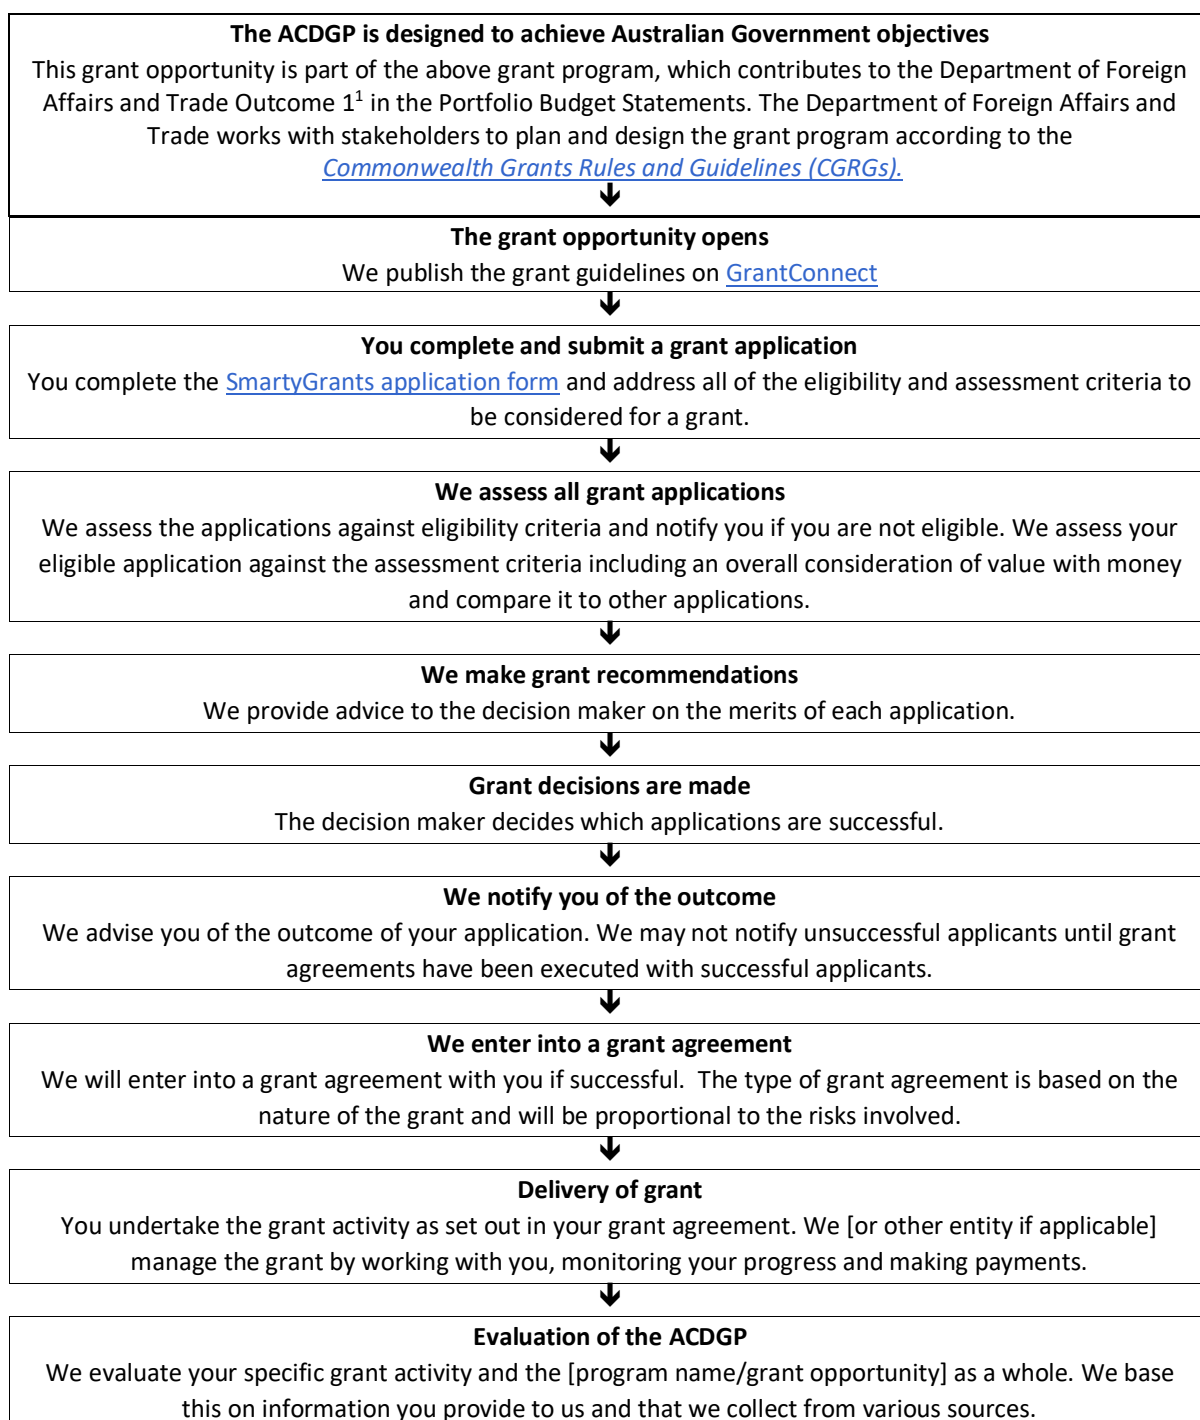 The ACDGP is designed to achieve Australian Government objectives
This grant opportunity is part of the above grant program, which contributes to the Department of Foreign
Affairs and Trade Outcome 1¹ in the Portfolio Budget Statements. The Department of Foreign Affairs and
Trade works with stakeholders to plan and design the grant program according to the
Commonwealth Grants Rules and Guidelines (CGRGs).
The grant opportunity opens
We publish the grant guidelines on GrantConnect
You complete and submit a grant application
You complete the SmartyGrants application form and address all of the eligibility and assessment criteria to
be considered for a grant.
We assess all grant applications
We assess the applications against eligibility criteria and notify you if you are not eligible. We assess your
eligible application against the assessment criteria including an overall consideration of value with money
and compare it to other applications.
We make grant recommendations
We provide advice to the decision maker on the merits of each application.
Grant decisions are made
The decision maker decides which applications are successful.
We notify you of the outcome
We advise you of the outcome of your application. We may not notify unsuccessful applicants until grant
agreements have been executed with successful applicants.
We enter into a grant agreement
We will enter into a grant agreement with you if successful.  The type of grant agreement is based on the
nature of the grant and will be proportional to the risks involved.
Delivery of grant
You undertake the grant activity as set out in your grant agreement. We [or other entity if applicable]
manage the grant by working with you, monitoring your progress and making payments.
Evaluation of the ACDGP
We evaluate your specific grant activity and the [program name/grant opportunity] as a whole. We base
this on information you provide to us and that we collect from various sources.